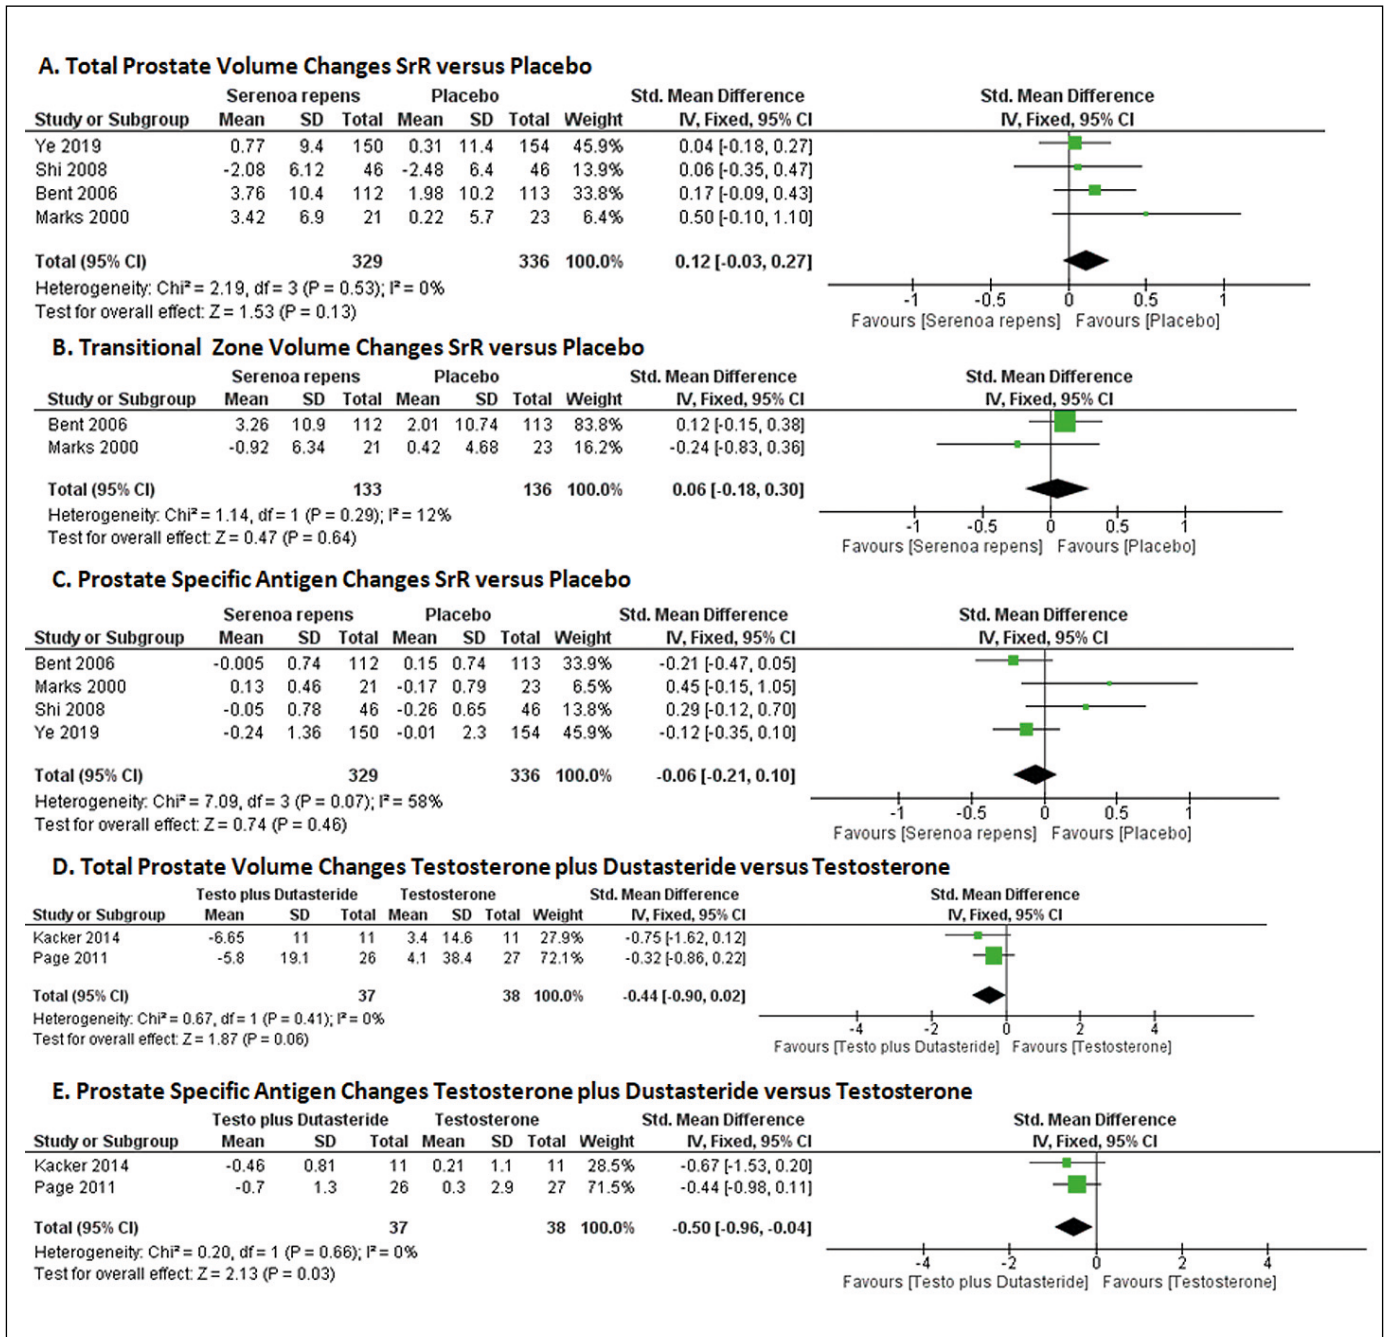 A. Total Prostate Volume Changes SrR versus Placebo
Serenoa repens Placebo Std. Mean Difference Std. Mean Difference
Study or Subgroup Mean SD Total Mean SD Total Weight IV, Fixed, 95% CI IV, Fixed, 95% CI
Ye 2019 0.77 9.4 150 0.31 11.4 154 45.9% 0.04 [-0.18, 0.27]
Shi 2008 -2.08 6.12 46 -2.48 6.4 46 13.9% 0.06 [-0.35, 0.47]
Bent 2006 3.76 10.4 112 1.98 10.2 113 33.8% 0.17 [-0.09, 0.43]
Marks 2000 3.42 6.9 21 0.22 5.7 23 6.4% 0.50 [-0.10, 1.10]
Total (95% CI) 329 336 100.0% 0.12 [-0.03, 0.27]
Heterogeneity: Chi² = 2.19, df = 3 (P = 0.53); I² = 0%
Test for overall effect: Z = 1.53 (P = 0.13)
-1 -0.5 0 0.5 1
Favours [Serenoa repens] Favours [Placebo]
B. Transitional Zone Volume Changes SrR versus Placebo
Serenoa repens Placebo Std. Mean Difference Std. Mean Difference
Study or Subgroup Mean SD Total Mean SD Total Weight IV, Fixed, 95% CI IV, Fixed, 95% CI
Bent 2006 3.26 10.9 112 2.01 10.74 113 83.8% 0.12 [-0.15, 0.38]
Marks 2000 -0.92 6.34 21 0.42 4.68 23 16.2% -0.24 [-0.83, 0.36]
Total (95% CI) 133 136 100.0% 0.06 [-0.18, 0.30]
Heterogeneity: Chi² = 1.14, df = 1 (P = 0.29); I² = 12%
Test for overall effect: Z = 0.47 (P = 0.64)
-1 -0.5 0 0.5 1
Favours [Serenoa repens] Favours [Placebo]
C. Prostate Specific Antigen Changes SrR versus Placebo
Serenoa repens Placebo Std. Mean Difference Std. Mean Difference
Study or Subgroup Mean SD Total Mean SD Total Weight IV, Fixed, 95% CI IV, Fixed, 95% CI
Bent 2006 -0.005 0.74 112 0.15 0.74 113 33.9% -0.21 [-0.47, 0.05]
Marks 2000 0.13 0.46 21 -0.17 0.79 23 6.5% 0.45 [-0.15, 1.05]
Shi 2008 -0.05 0.78 46 -0.26 0.65 46 13.8% 0.29 [-0.12, 0.70]
Ye 2019 -0.24 1.36 150 -0.01 2.3 154 45.9% -0.12 [-0.35, 0.10]
Total (95% CI) 329 336 100.0% -0.06 [-0.21, 0.10]
Heterogeneity: Chi² = 7.09, df = 3 (P = 0.07); I² = 58%
Test for overall effect: Z = 0.74 (P = 0.46)
-1 -0.5 0 0.5 1
Favours [Serenoa repens] Favours [Placebo]
D. Total Prostate Volume Changes Testosterone plus Dustasteride versus Testosterone
Testo plus Dutasteride Testosterone Std. Mean Difference Std. Mean Difference
Study or Subgroup Mean SD Total Mean SD Total Weight IV, Fixed, 95% CI IV, Fixed, 95% CI
Kacker 2014 -6.65 11 11 3.4 14.6 11 27.9% -0.75 [-1.62, 0.12]
Page 2011 -5.8 19.1 26 4.1 38.4 27 72.1% -0.32 [-0.86, 0.22]
Total (95% CI) 37 38 100.0% -0.44 [-0.90, 0.02]
Heterogeneity: Chi² = 0.67, df = 1 (P = 0.41); I² = 0%
Test for overall effect: Z = 1.87 (P = 0.06)
-4 -2 0 2 4
Favours [Testo plus Dutasteride] Favours [Testosterone]
E. Prostate Specific Antigen Changes Testosterone plus Dustasteride versus Testosterone
Testo plus Dutasteride Testosterone Std. Mean Difference Std. Mean Difference
Study or Subgroup Mean SD Total Mean SD Total Weight IV, Fixed, 95% CI IV, Fixed, 95% CI
Kacker 2014 -0.46 0.81 11 0.21 1.1 11 28.5% -0.67 [-1.53, 0.20]
Page 2011 -0.7 1.3 26 0.3 2.9 27 71.5% -0.44 [-0.98, 0.11]
Total (95% CI) 37 38 100.0% -0.50 [-0.96, -0.04]
Heterogeneity: Chi² = 0.20, df = 1 (P = 0.66); I² = 0%
Test for overall effect: Z = 2.13 (P = 0.03)
-4 -2 0 2 4
Favours [Testo plus Dutasteride] Favours [Testosterone]